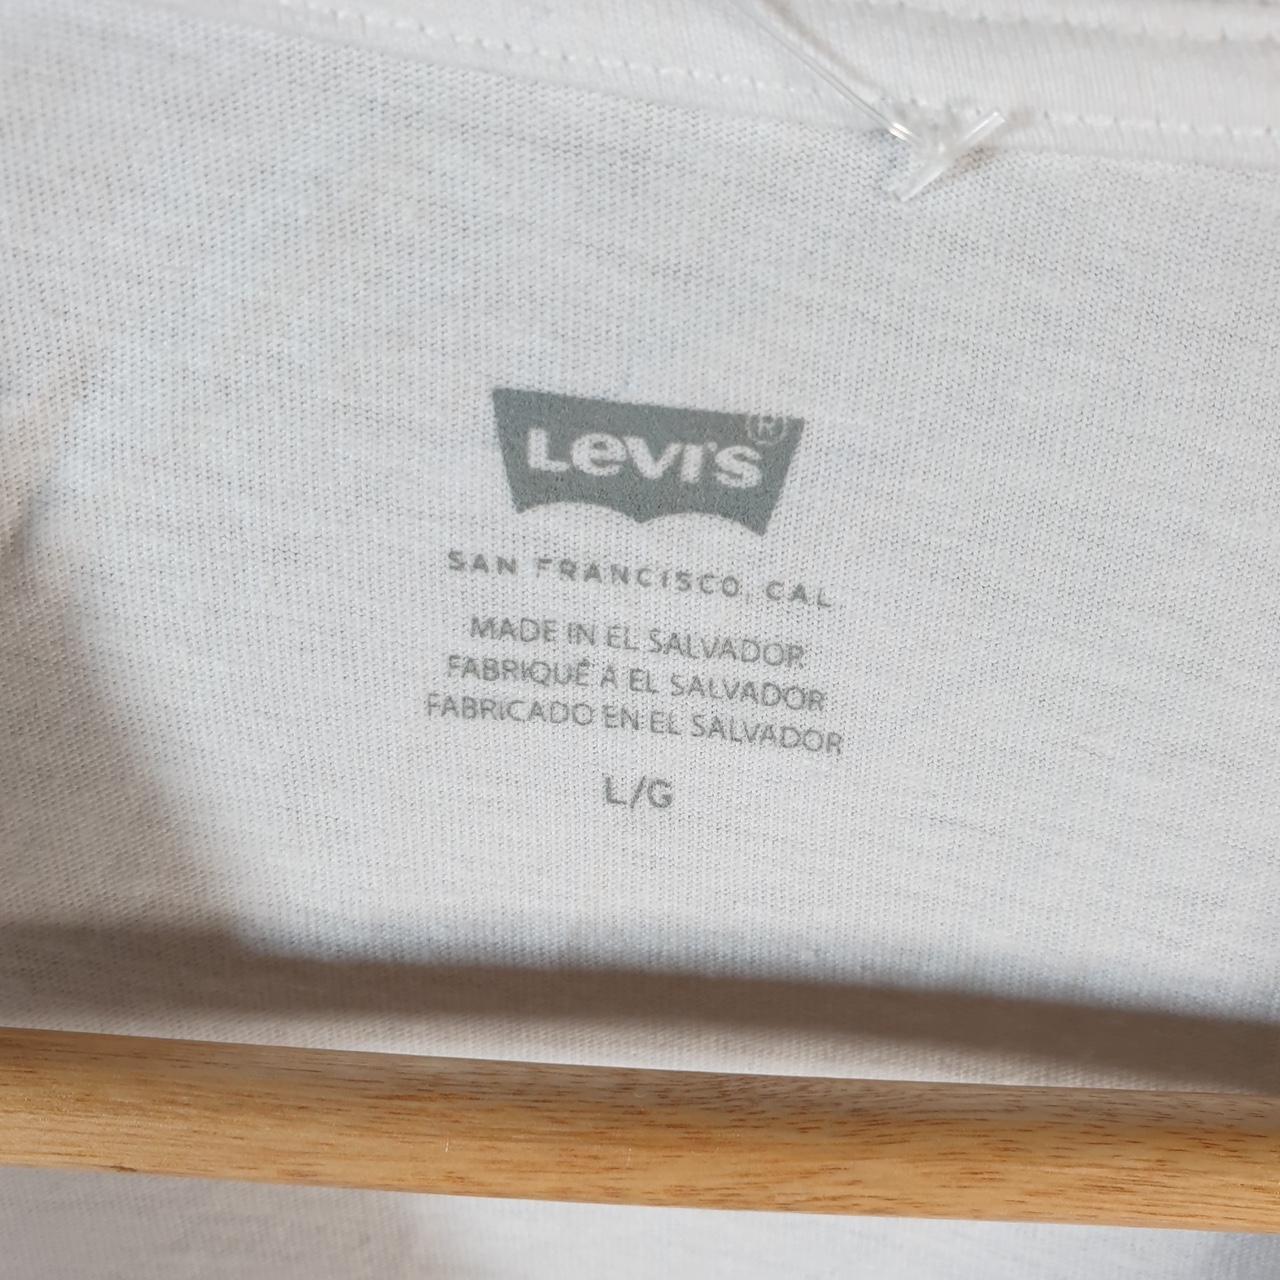 Levi's®
SAN FRANCISCO, CAL
MADE IN EL SALVADOR
FABRIQUÉ À EL SALVADOR
FABRICADO EN EL SALVADOR
L/G